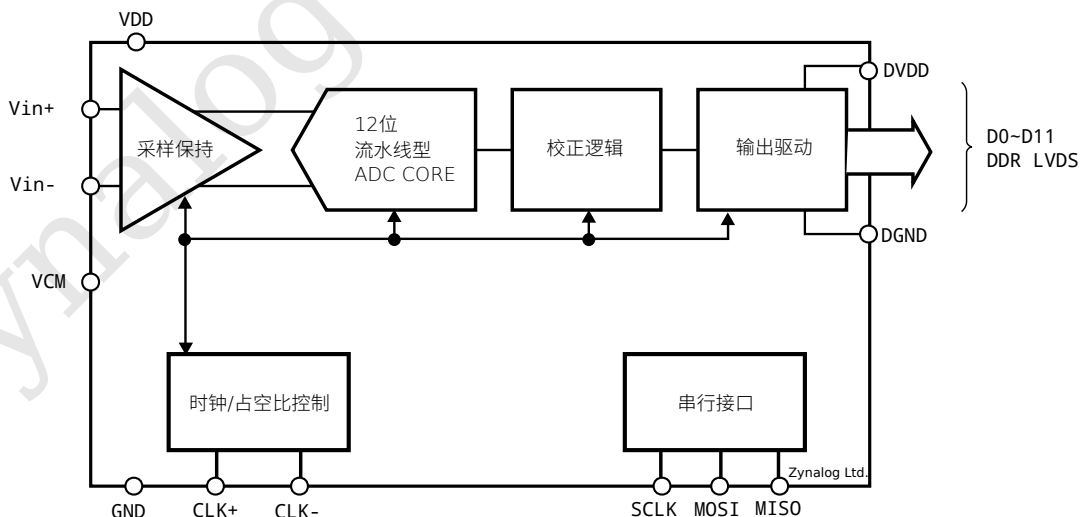 VDD
DVDD
Vin+
采样保持
12位
流水线型
ADC CORE
校正逻辑
输出驱动
D0~D11
DDR LVDS
Vin-
DGND
VCM
时钟/占空比控制
串行接口
Zynalog Ltd.
GND
CLK+
CLK-
SCLK
MOSI
MISO
ynalog